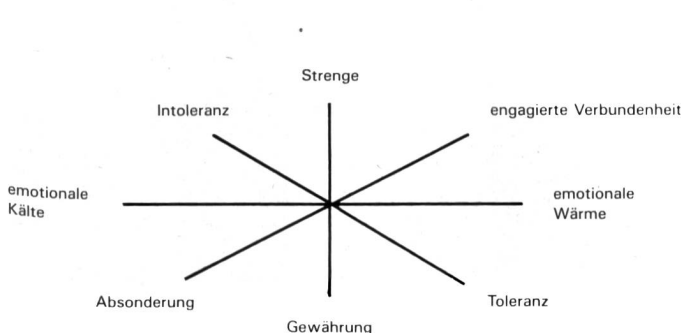 Strenge
Intoleranz
engagierte Verbundenheit
emotionale
Kälte
emotionale
Wärme
Absonderung
Toleranz
Gewährung